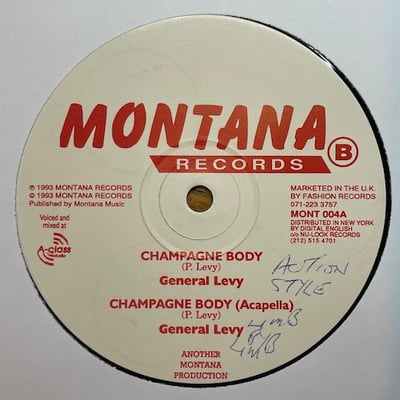 MONTANA
RECORDS
B
℗ 1993 MONTANA RECORDS
© 1993 MONTANA RECORDS
Published by Montana Music
Voiced and
mixed at
A-class
studio
MARKETED IN THE U.K.
BY FASHION RECORDS
071-223 3757
MONT 004A
DISTRIBUTED IN NEW YORK
BY DIGITAL ENGLISH
c/o NU-LOOK RECORDS
(212) 515 4701
CHAMPAGNE BODY
(P. Levy)
General Levy
ACTION
STYLE
CHAMPAGNE BODY (Acapella)
(P. Levy)
General Levy
ANOTHER
MONTANA
PRODUCTION